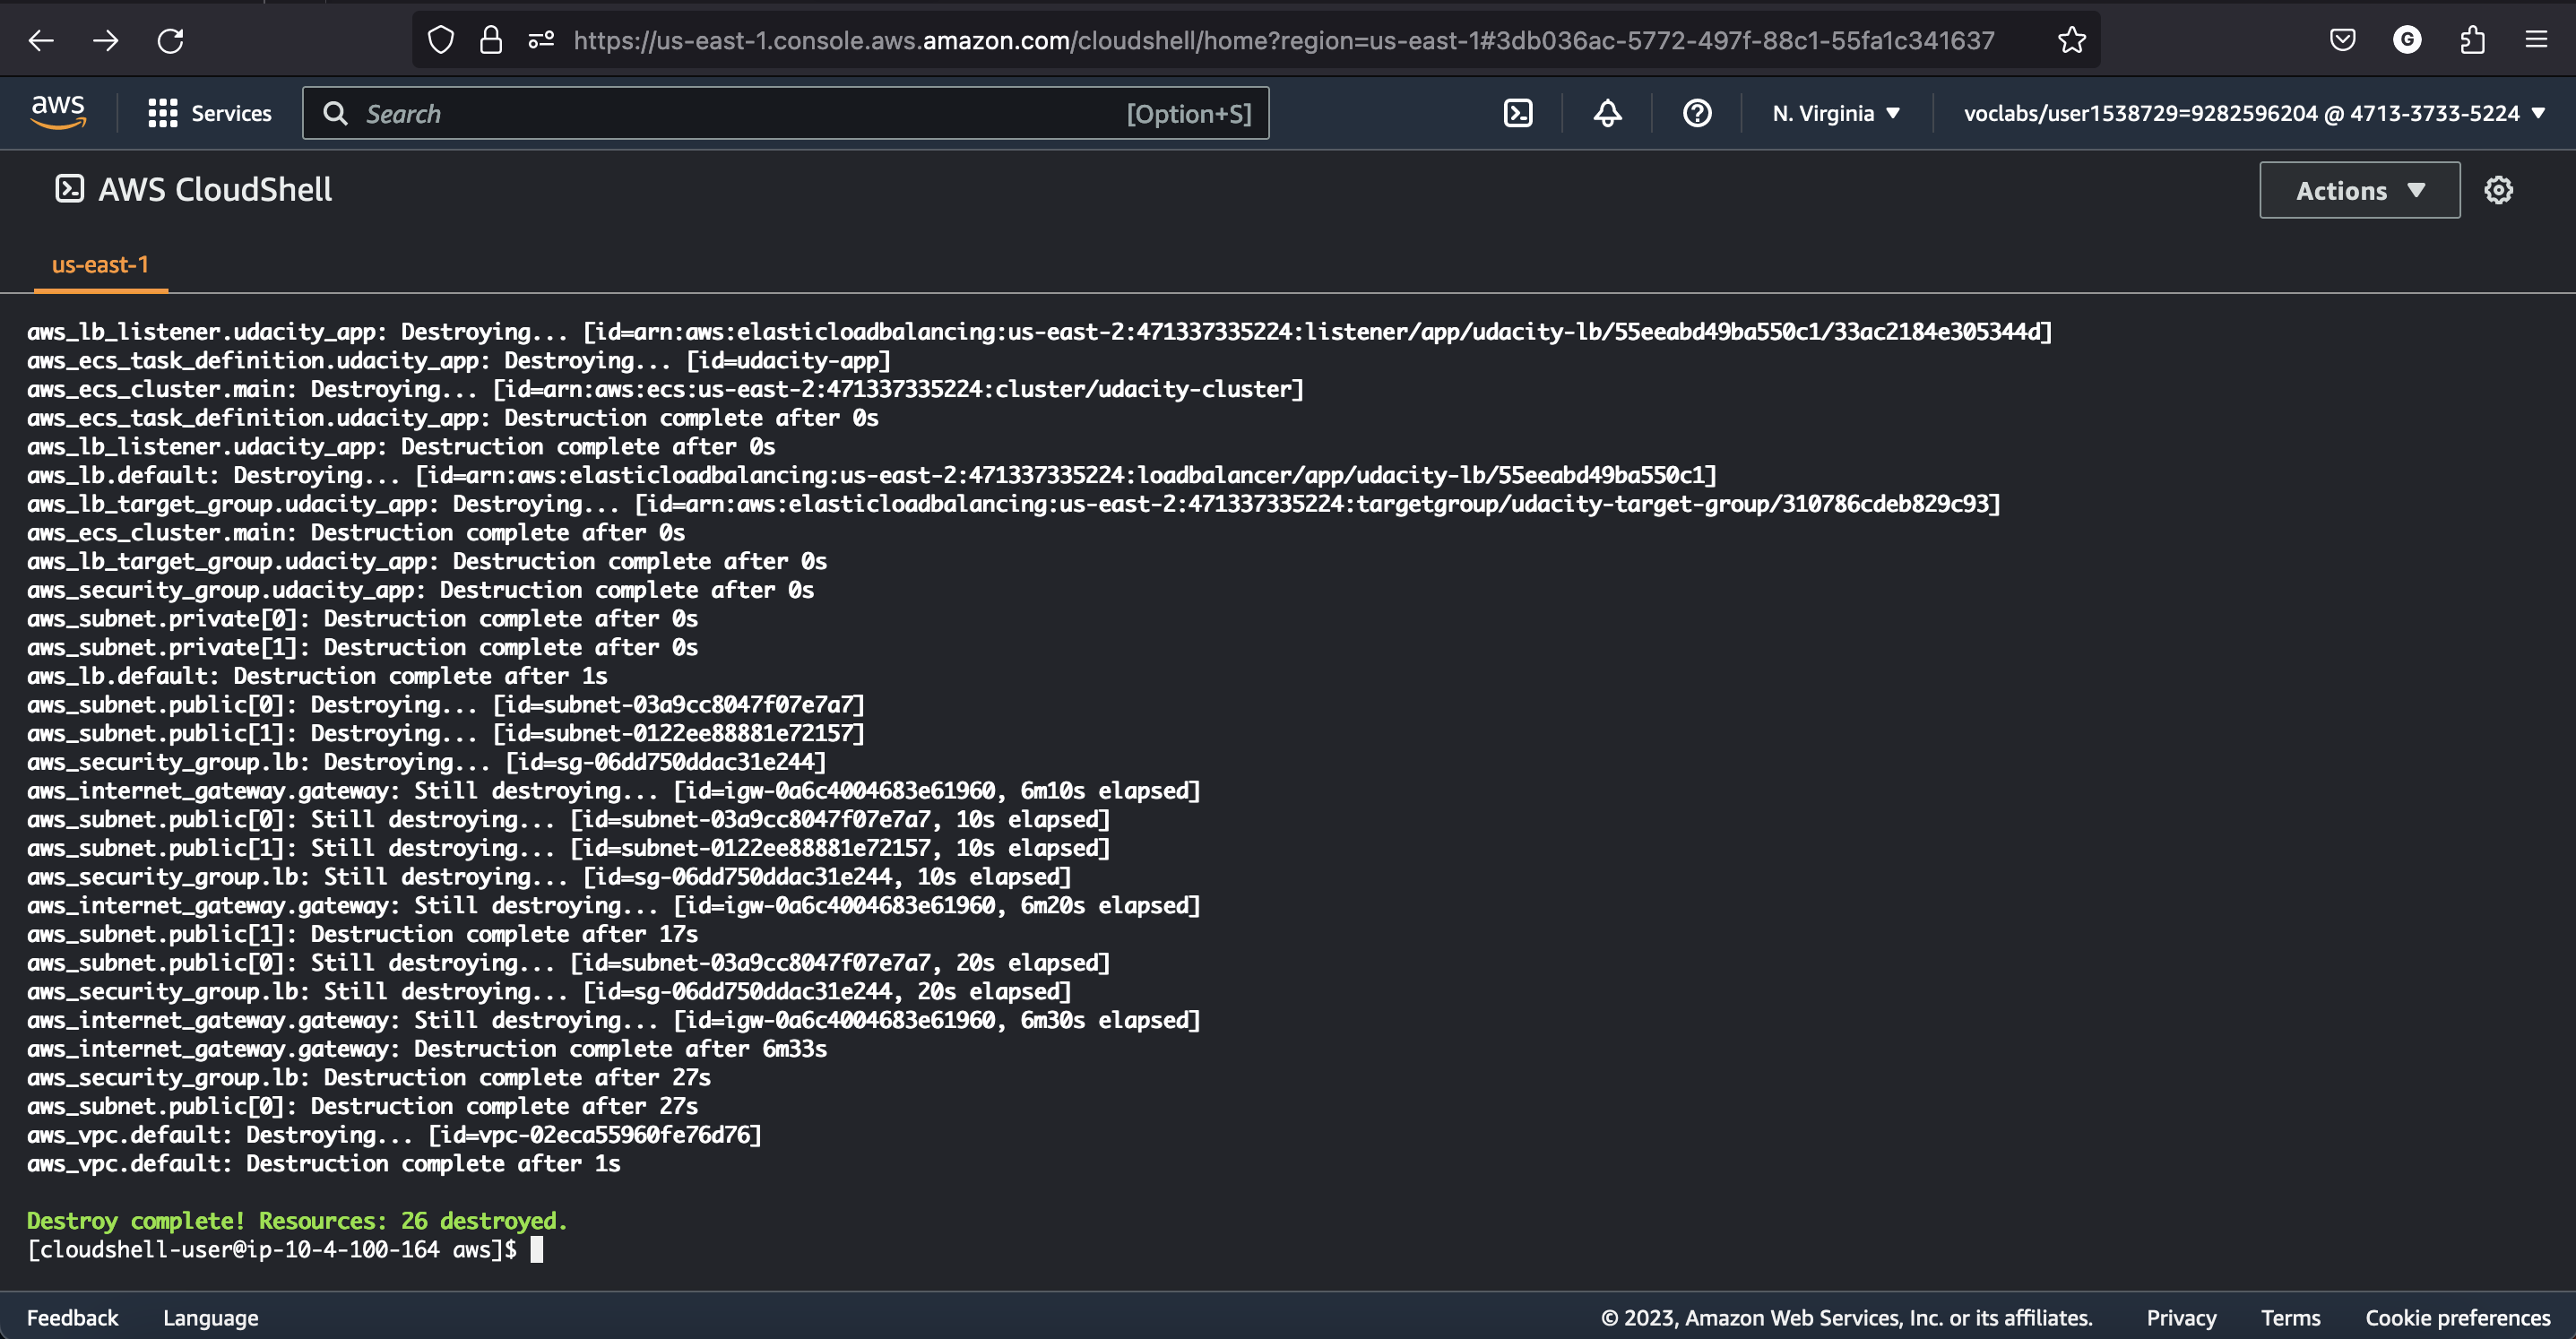 https://us-east-1.console.aws.amazon.com/cloudshell/home?region=us-east-1#3db036ac-5772-497f-88c1-55fa1c341637
G
aws
Services
Search
[Option+S]
N. Virginia
voclabs/user1538729=9282596204 @ 4713-3733-5224
AWS CloudShell
Actions
us-east-1
aws_lb_listener.udacity_app: Destroying... [id=arn:aws:elasticloadbalancing:us-east-2:471337335224:listener/app/udacity-lb/55eeabd49ba550c1/33ac2184e305344d]
aws_ecs_task_definition.udacity_app: Destroying... [id=udacity-app]
aws_ecs_cluster.main: Destroying... [id=arn:aws:ecs:us-east-2:471337335224:cluster/udacity-cluster]
aws_ecs_task_definition.udacity_app: Destruction complete after 0s
aws_lb_listener.udacity_app: Destruction complete after 0s
aws_lb.default: Destroying... [id=arn:aws:elasticloadbalancing:us-east-2:471337335224:loadbalancer/app/udacity-lb/55eeabd49ba550c1]
aws_lb_target_group.udacity_app: Destroying... [id=arn:aws:elasticloadbalancing:us-east-2:471337335224:targetgroup/udacity-target-group/310786cdeb829c93]
aws_ecs_cluster.main: Destruction complete after 0s
aws_lb_target_group.udacity_app: Destruction complete after 0s
aws_security_group.udacity_app: Destruction complete after 0s
aws_subnet.private[0]: Destruction complete after 0s
aws_subnet.private[1]: Destruction complete after 0s
aws_lb.default: Destruction complete after 1s
aws_subnet.public[0]: Destroying... [id=subnet-03a9cc8047f07e7a7]
aws_subnet.public[1]: Destroying... [id=subnet-0122ee88881e72157]
aws_security_group.lb: Destroying... [id=sg-06dd750ddac31e244]
aws_internet_gateway.gateway: Still destroying... [id=igw-0a6c4004683e61960, 6m10s elapsed]
aws_subnet.public[0]: Still destroying... [id=subnet-03a9cc8047f07e7a7, 10s elapsed]
aws_subnet.public[1]: Still destroying... [id=subnet-0122ee88881e72157, 10s elapsed]
aws_security_group.lb: Still destroying... [id=sg-06dd750ddac31e244, 10s elapsed]
aws_internet_gateway.gateway: Still destroying... [id=igw-0a6c4004683e61960, 6m20s elapsed]
aws_subnet.public[1]: Destruction complete after 17s
aws_subnet.public[0]: Still destroying... [id=subnet-03a9cc8047f07e7a7, 20s elapsed]
aws_security_group.lb: Still destroying... [id=sg-06dd750ddac31e244, 20s elapsed]
aws_internet_gateway.gateway: Still destroying... [id=igw-0a6c4004683e61960, 6m30s elapsed]
aws_internet_gateway.gateway: Destruction complete after 6m33s
aws_security_group.lb: Destruction complete after 27s
aws_subnet.public[0]: Destruction complete after 27s
aws_vpc.default: Destroying... [id=vpc-02eca55960fe76d76]
aws_vpc.default: Destruction complete after 1s
Destroy complete! Resources: 26 destroyed.
[cloudshell-user@ip-10-4-100-164 aws]$
Feedback
Language
© 2023, Amazon Web Services, Inc. or its affiliates.
Privacy
Terms
Cookie preferences